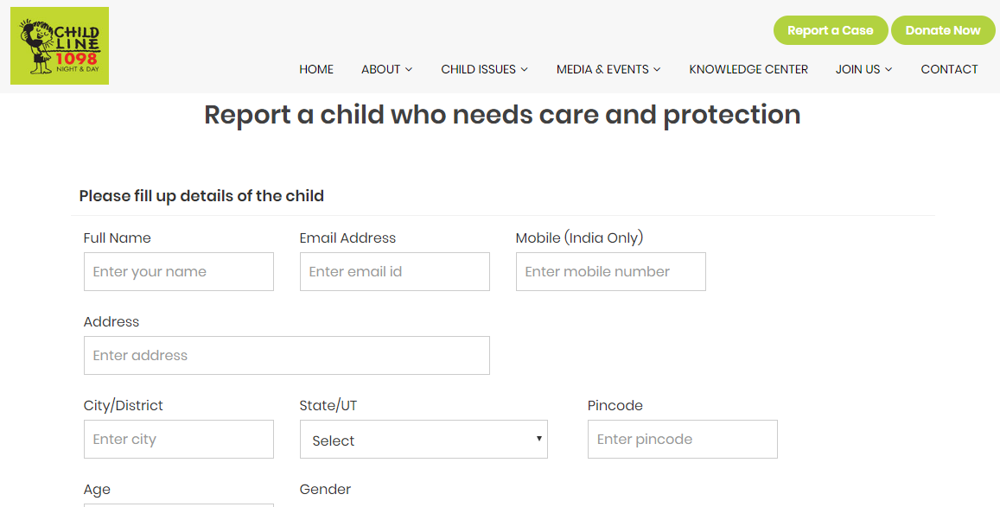 CHILD
LINE
1098
NIGHT & DAY
Report a Case Donate Now
HOME ABOUT CHILD ISSUES MEDIA & EVENTS KNOWLEDGE CENTER JOIN US CONTACT
Report a child who needs care and protection
Please fill up details of the child
Full Name Email Address Mobile (India Only)
Enter your name Enter email id Enter mobile number
Address
Enter address
City/District State/UT Pincode
Enter city Select Enter pincode
Age Gender